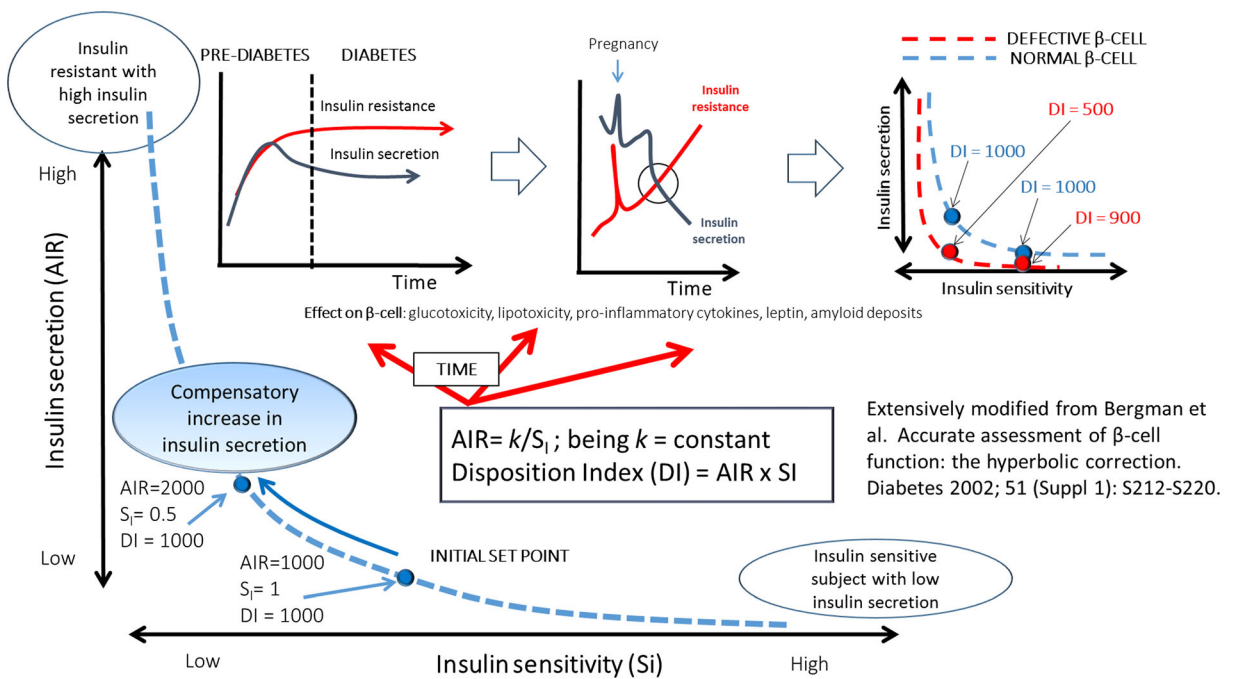 Insulin
resistant with
high insulin
secretion
PRE-DIABETES
DIABETES
Insulin resistance
Insulin secretion
Time
Pregnancy
Insulin
resistance
Insulin
secretion
Time
DEFECTIVE β-CELL
NORMAL β-CELL
Insulin secretion
DI = 500
DI = 1000
DI = 1000
DI = 900
Insulin sensitivity
Effect on β-cell: glucotoxicity, lipotoxicity, pro-inflammatory cytokines, leptin, amyloid deposits
TIME
AIR= k/SI ; being k = constant
Disposition Index (DI) = AIR x SI
Extensively modified from Bergman et
al. Accurate assessment of β-cell
function: the hyperbolic correction.
Diabetes 2002; 51 (Suppl 1): S212-S220.
High
Insulin secretion (AIR)
Low
Compensatory
increase in
insulin secretion
AIR=2000
SI= 0.5
DI = 1000
AIR=1000
SI= 1
DI = 1000
INITIAL SET POINT
Insulin sensitive
subject with low
insulin secretion
Low
Insulin sensitivity (Si)
High